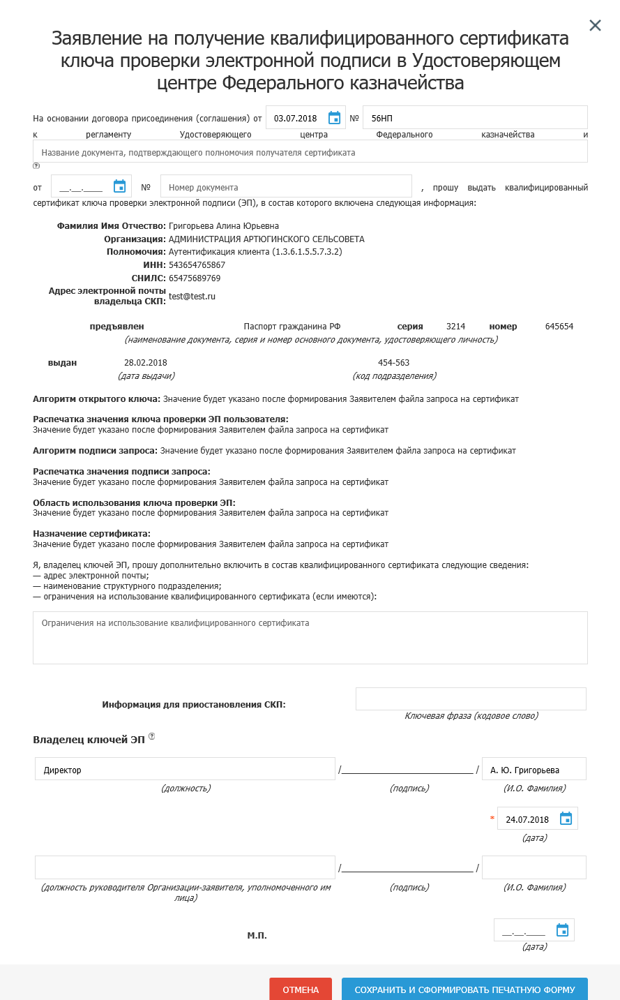 Заявление на получение квалифицированного сертификата
ключа проверки электронной подписи в Удостоверяющем
центре Федерального казначейства
На основании договора присоединения (соглашения) от 03.07.2018 № 56НП
к регламенту Удостоверяющего центра Федерального казначейства и
Название документа, подтверждающего полномочия получателя сертификата
?
от __.__.____ № Номер документа , прошу выдать квалифицированный
сертификат ключа проверки электронной подписи (ЭП), в состав которого включена следующая информация:
Фамилия Имя Отчество: Григорьева Алина Юрьевна
Организация: АДМИНИСТРАЦИЯ АРТЮГИНСКОГО СЕЛЬСОВЕТА
Полномочия: Аутентификация клиента (1.3.6.1.5.5.7.3.2)
ИНН: 543654765867
СНИЛС: 65475689769
Адрес электронной почты
владельца СКП: test@test.ru
предъявлен Паспорт гражданина РФ серия 3214 номер 645654
(наименование документа, серия и номер основного документа, удостоверяющего личность)
выдан 28.02.2018 454-563
(дата выдачи) (код подразделения)
Алгоритм открытого ключа: Значение будет указано после формирования Заявителем файла запроса на сертификат
Распечатка значения ключа проверки ЭП пользователя:
Значение будет указано после формирования Заявителем файла запроса на сертификат
Алгоритм подписи запроса: Значение будет указано после формирования Заявителем файла запроса на сертификат
Распечатка значения подписи запроса:
Значение будет указано после формирования Заявителем файла запроса на сертификат
Область использования ключа проверки ЭП:
Значение будет указано после формирования Заявителем файла запроса на сертификат
Назначение сертификата:
Значение будет указано после формирования Заявителем файла запроса на сертификат
Я, владелец ключей ЭП, прошу дополнительно включить в состав квалифицированного сертификата следующие сведения:
— адрес электронной почты;
— наименование структурного подразделения;
— ограничения на использование квалифицированного сертификата (если имеются):
Ограничения на использование квалифицированного сертификата
Информация для приостановления СКП:
Ключевая фраза (кодовое слово)
Владелец ключей ЭП ?
Директор /____________________________/ А. Ю. Григорьева
(должность) (подпись) (И.О. Фамилия)
* 24.07.2018
(дата)
/____________________________/
(должность руководителя Организации-заявителя, уполномоченного им (подпись) (И.О. Фамилия)
лица)
М.П. __.__.____
(дата)
ОТМЕНА СОХРАНИТЬ И СФОРМИРОВАТЬ ПЕЧАТНУЮ ФОРМУ